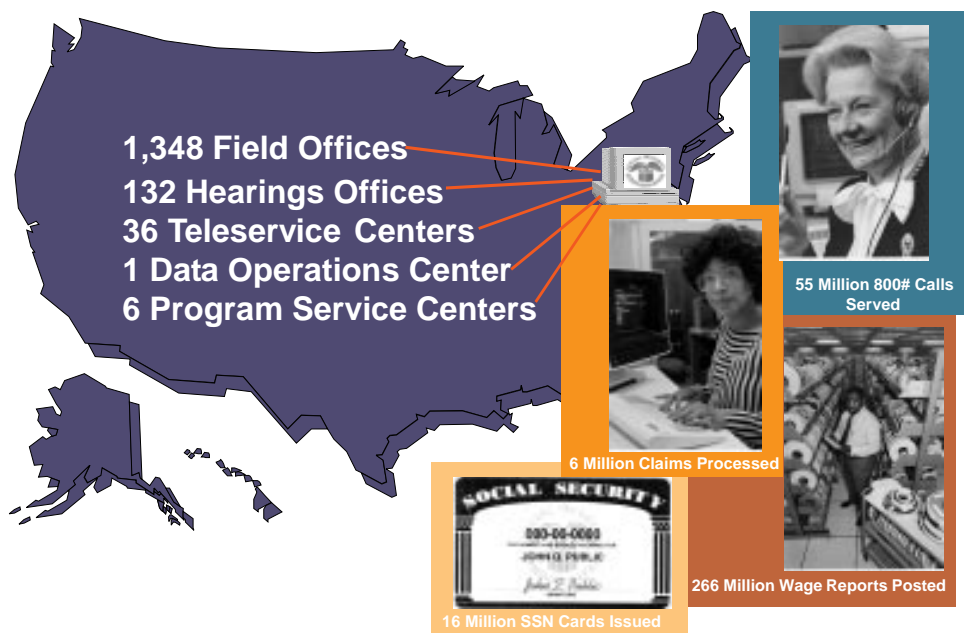 1,348 Field Offices
132 Hearings Offices
36 Teleservice Centers
1 Data Operations Center
6 Program Service Centers
55 Million 800# Calls
Served
6 Million Claims Processed
266 Million Wage Reports Posted
SOCIAL SECURITY
000-00-0000
JOHN Q. PUBLIC
16 Million SSN Cards Issued